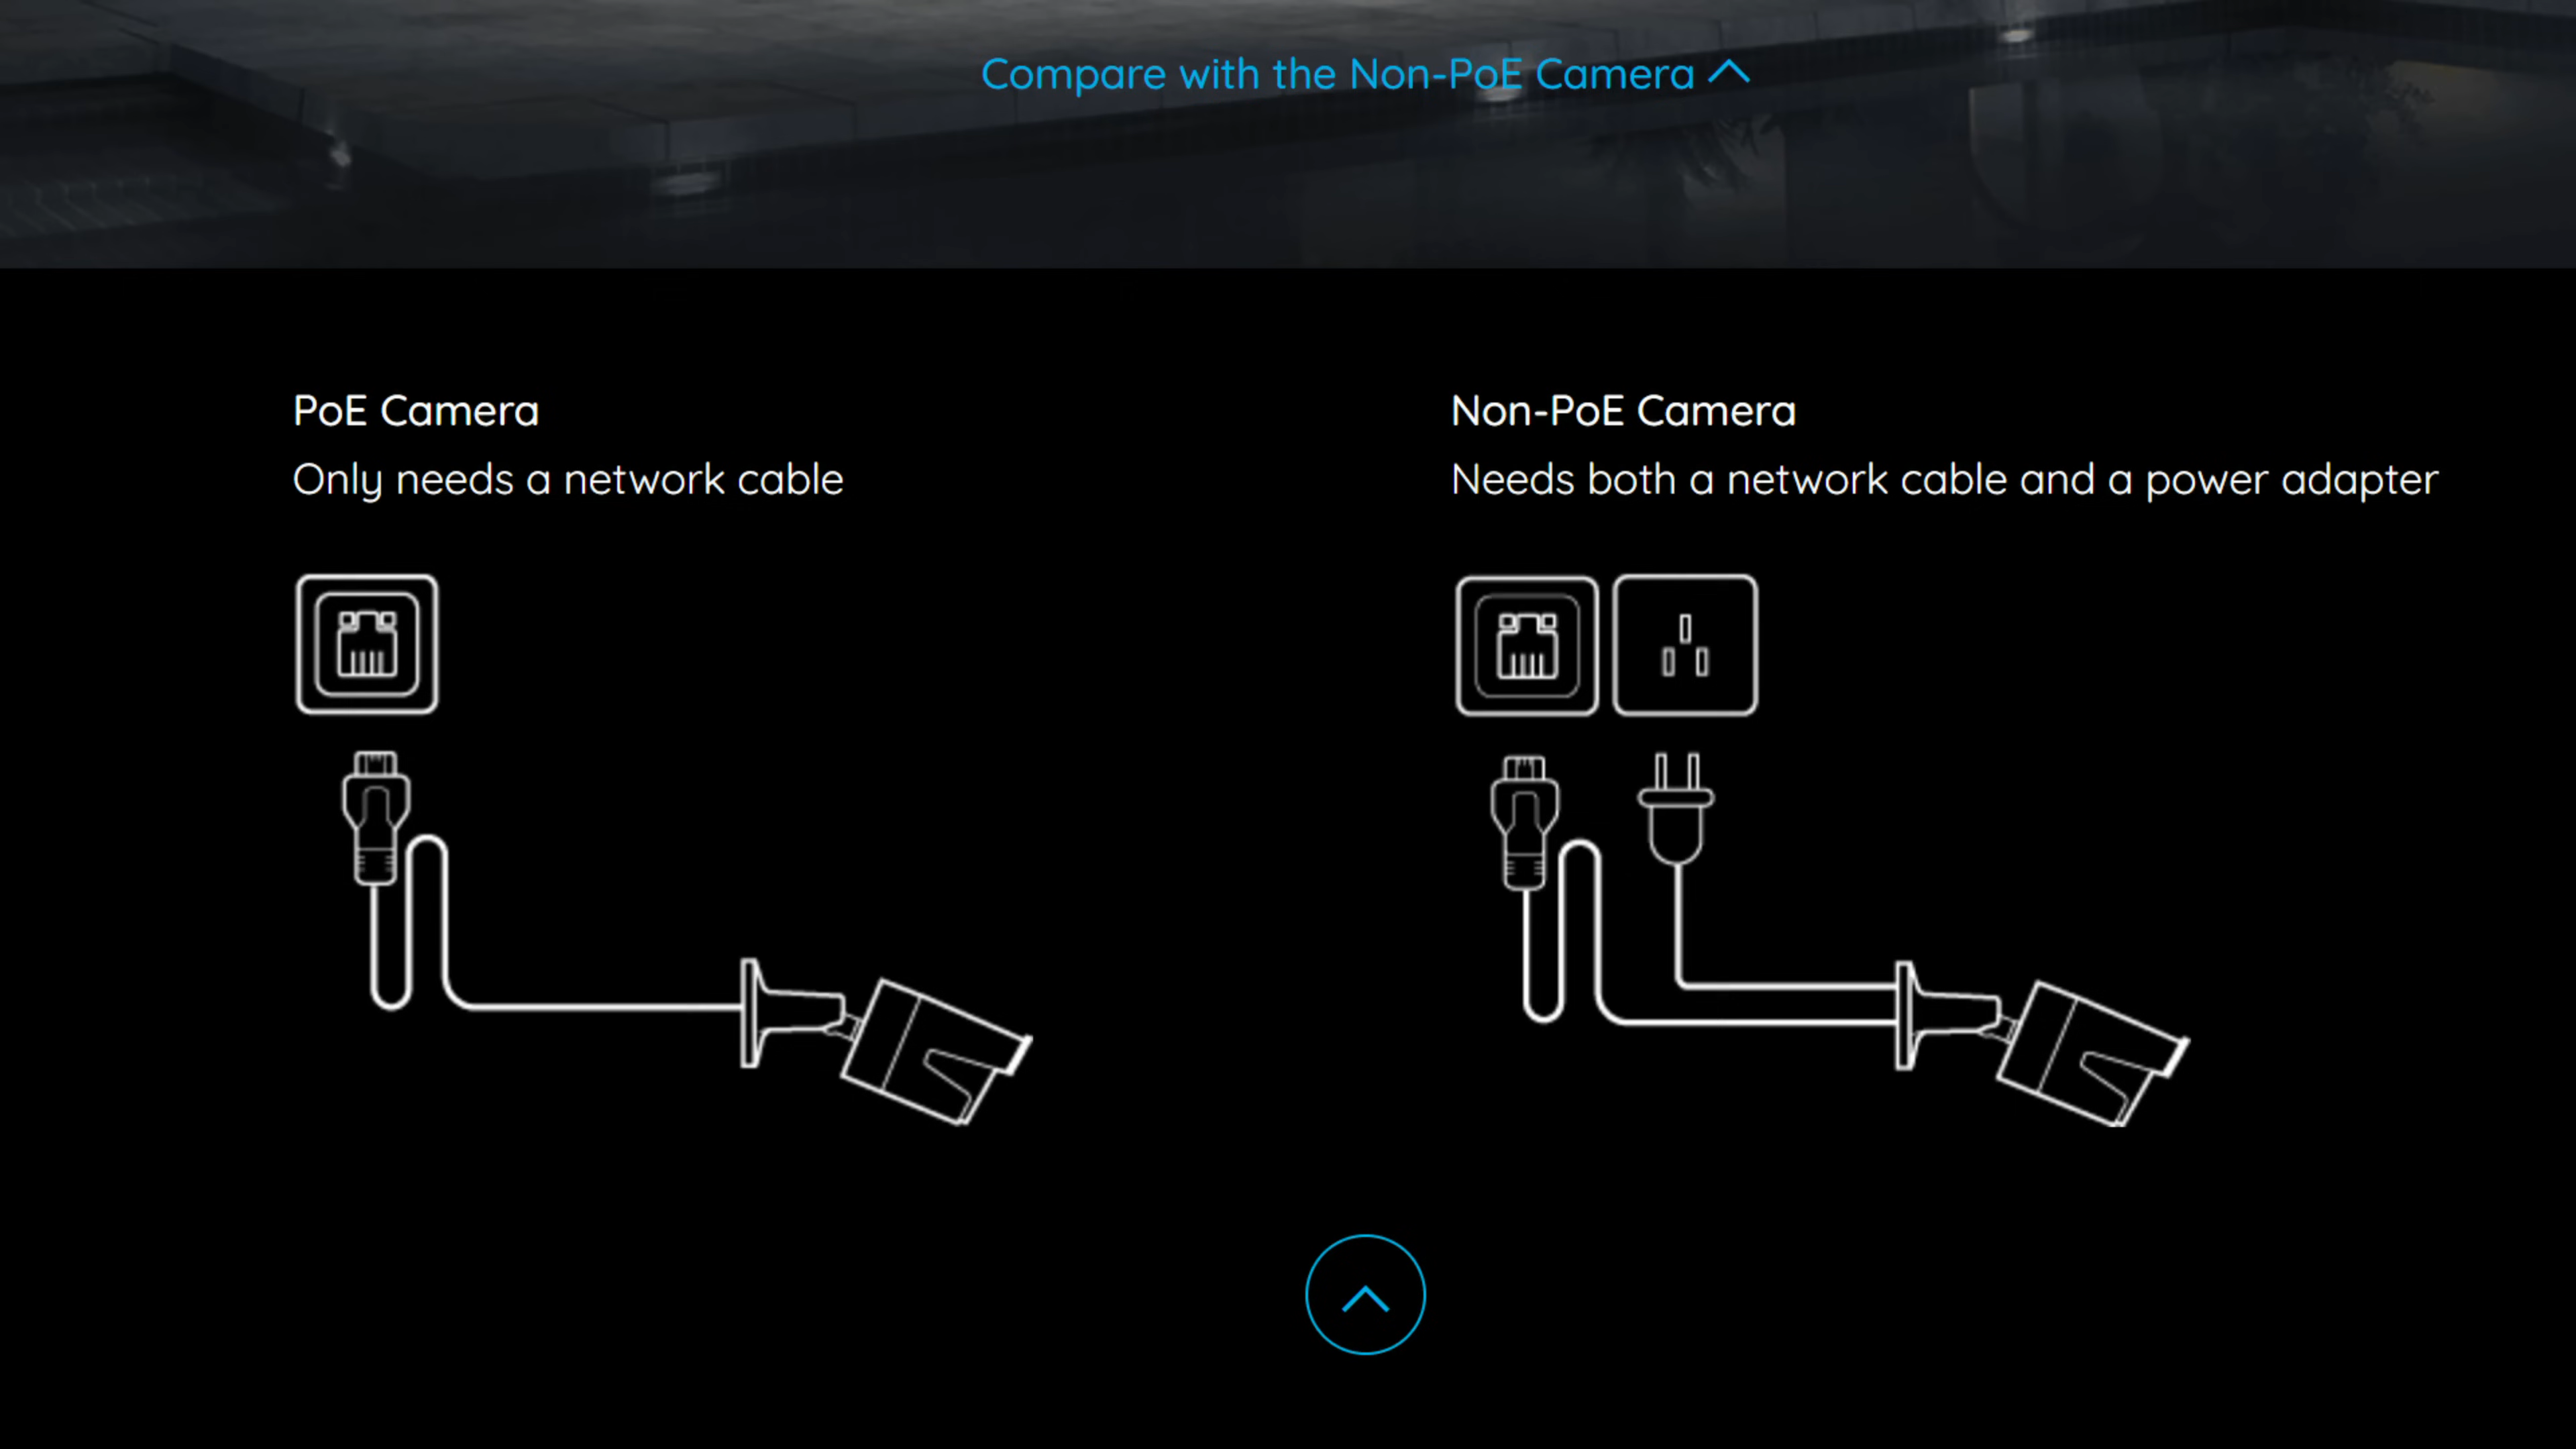 Compare with the Non-PoE Camera
PoE Camera
Only needs a network cable
Non-PoE Camera
Needs both a network cable and a power adapter